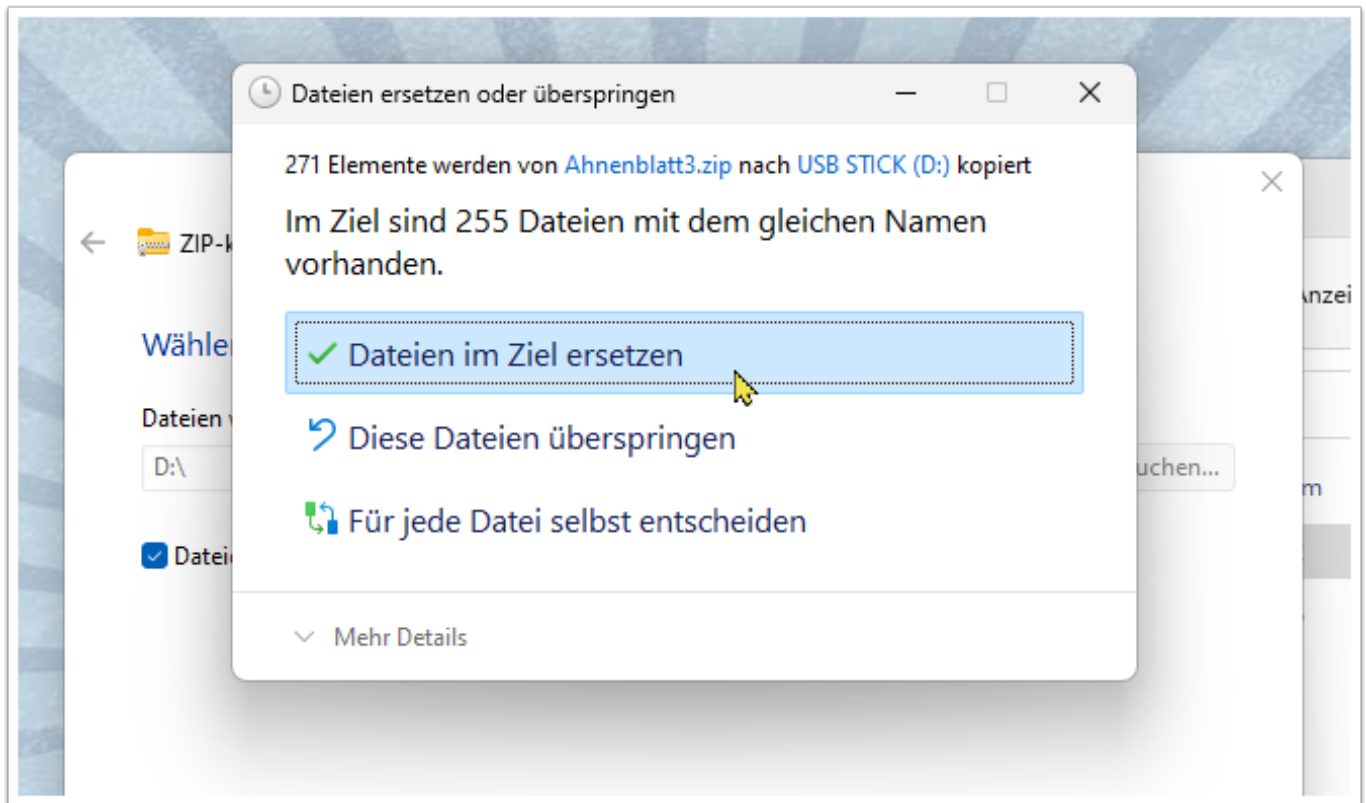 Dateien ersetzen oder überspringen
271 Elemente werden von Ahnenblatt3.zip nach USB STICK (D:) kopiert
Im Ziel sind 255 Dateien mit dem gleichen Namen
vorhanden.
Dateien im Ziel ersetzen
Diese Dateien überspringen
Für jede Datei selbst entscheiden
Mehr Details
ZIP-k
Wähle
Dateien
D:\
uchen...
Datei
nzei
m